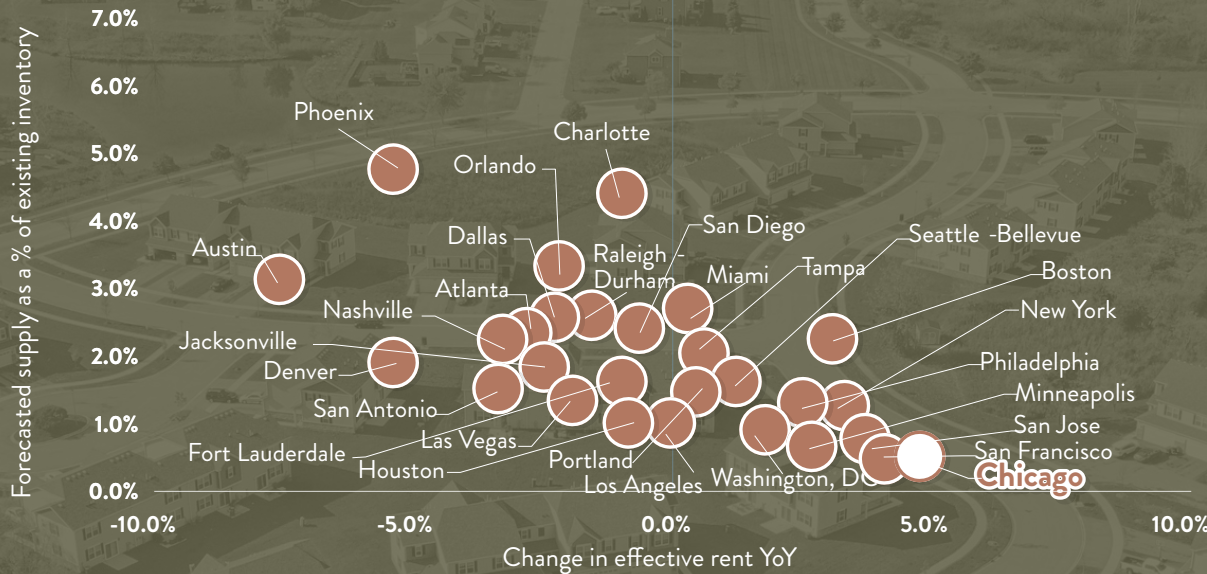 Forecasted supply as a % of existing inventory
7.0%
6.0%
5.0%
4.0%
3.0%
2.0%
1.0%
0.0%
Phoenix
Charlotte
Orlando
San Diego
Dallas
Seattle -Bellevue
Austin
Raleigh -
Durham
Miami
Tampa
Boston
Atlanta
Nashville
New York
Jacksonville
Denver
Philadelphia
Minneapolis
San Antonio
San Jose
Las Vegas
Fort Lauderdale
San Francisco
Houston
Portland
Los Angeles
Washington, DC
Chicago
-10.0%
-5.0%
0.0%
5.0%
10.0%
Change in effective rent YoY